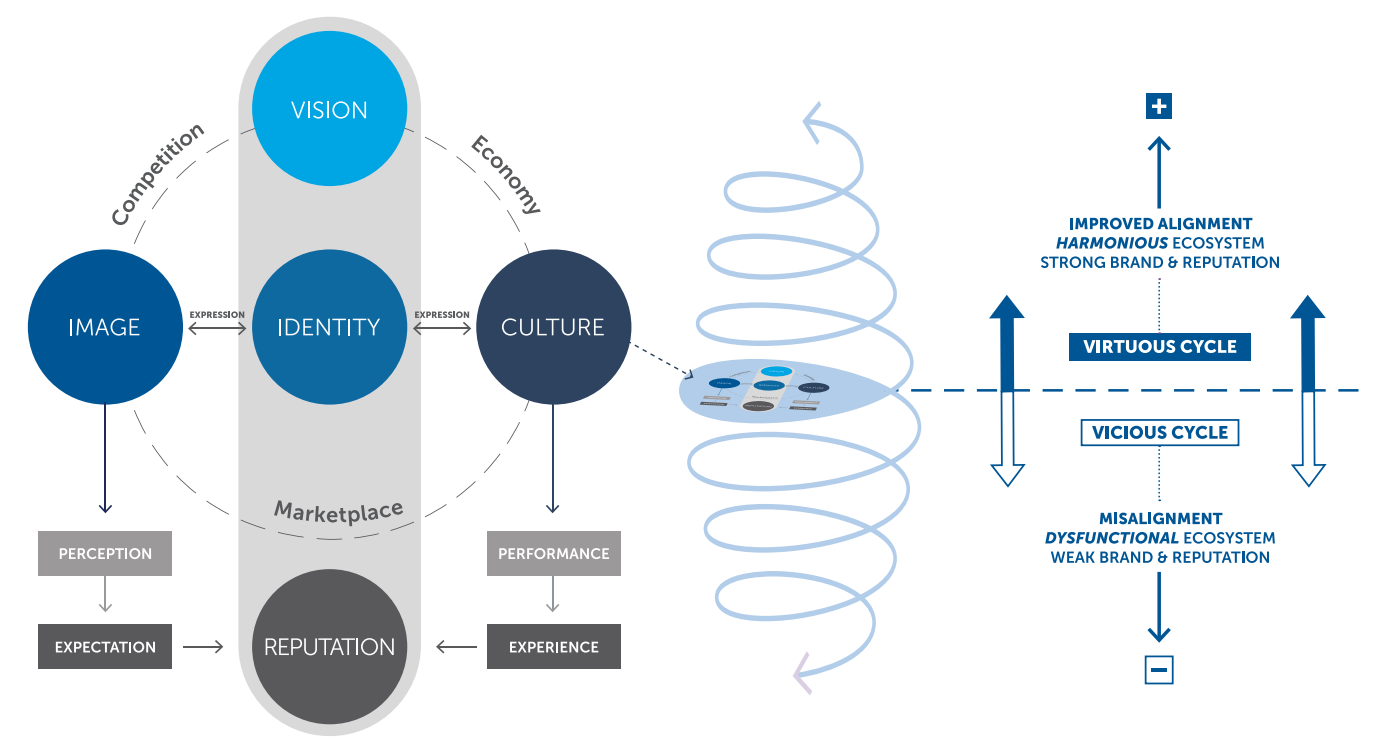 VISION
Competition
Economy
IMAGE
EXPRESSION
IDENTITY
EXPRESSION
CULTURE
Marketplace
PERCEPTION
PERFORMANCE
EXPECTATION
REPUTATION
EXPERIENCE
+
IMPROVED ALIGNMENT
HARMONIOUS ECOSYSTEM
STRONG BRAND & REPUTATION
VIRTUOUS CYCLE
VICIOUS CYCLE
MISALIGNMENT
DYSFUNCTIONAL ECOSYSTEM
WEAK BRAND & REPUTATION
−